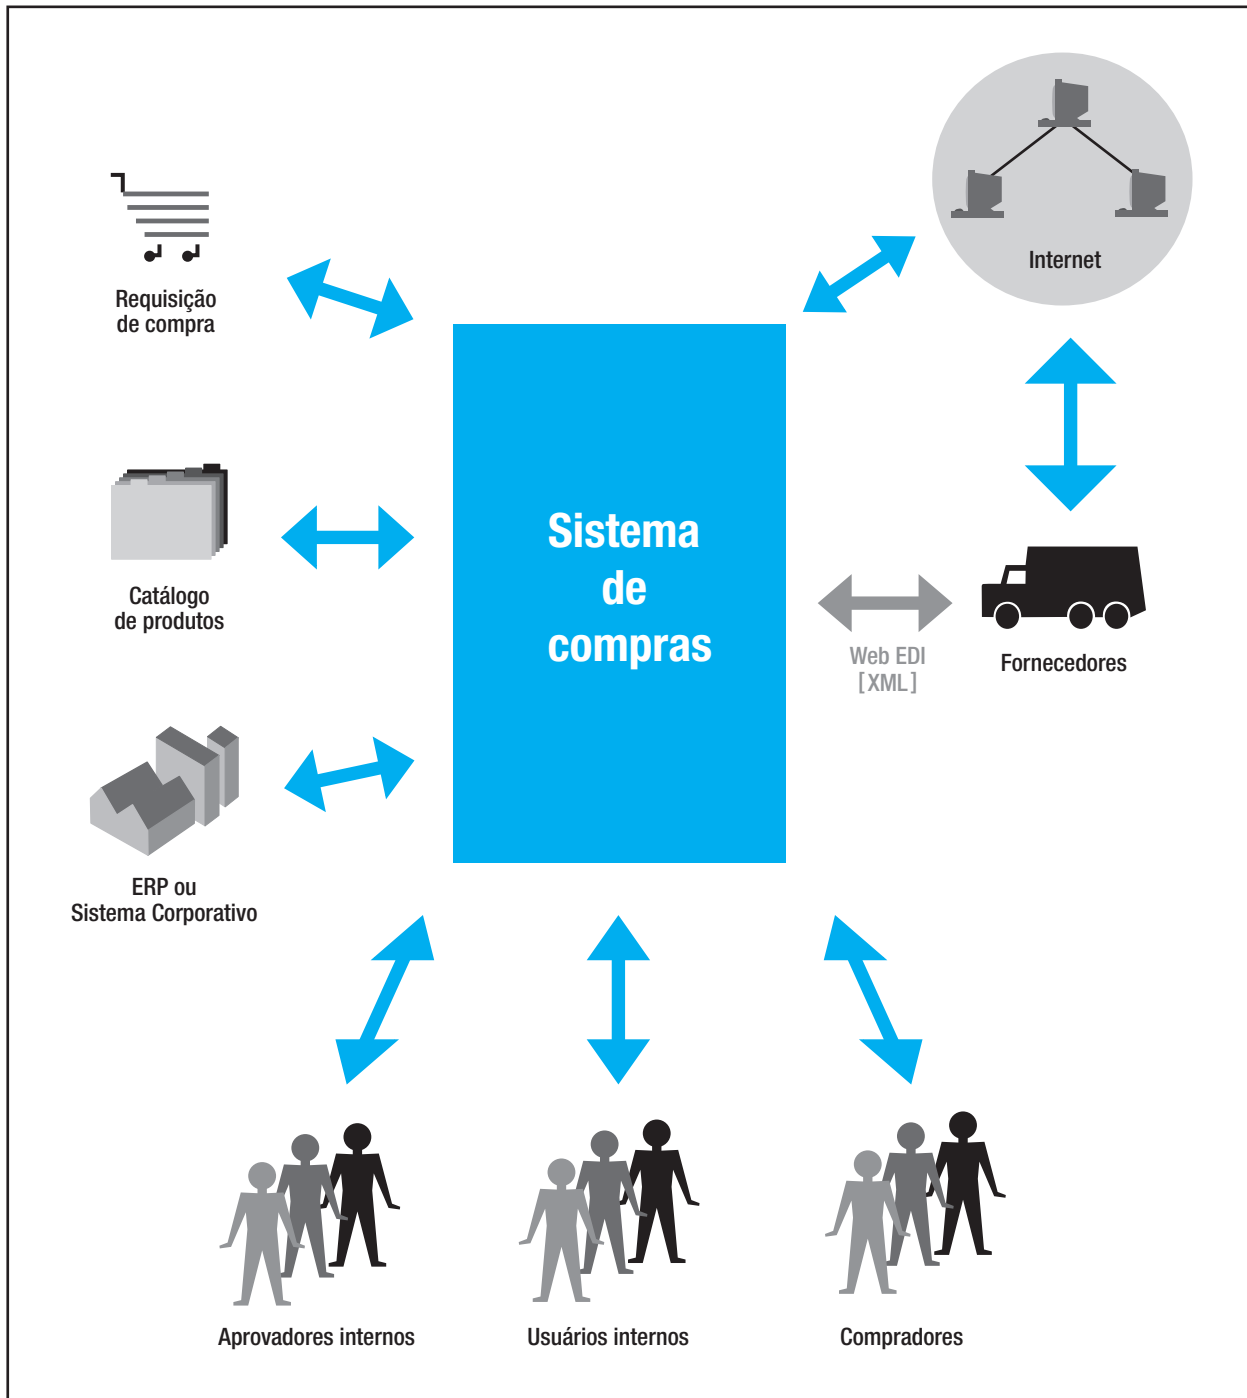 Internet
Requisição
de compra
Sistema
de
compras
Catálogo
de produtos
Web EDI
[XML]
Fornecedores
ERP ou
Sistema Corporativo
Aprovadores internos
Usuários internos
Compradores